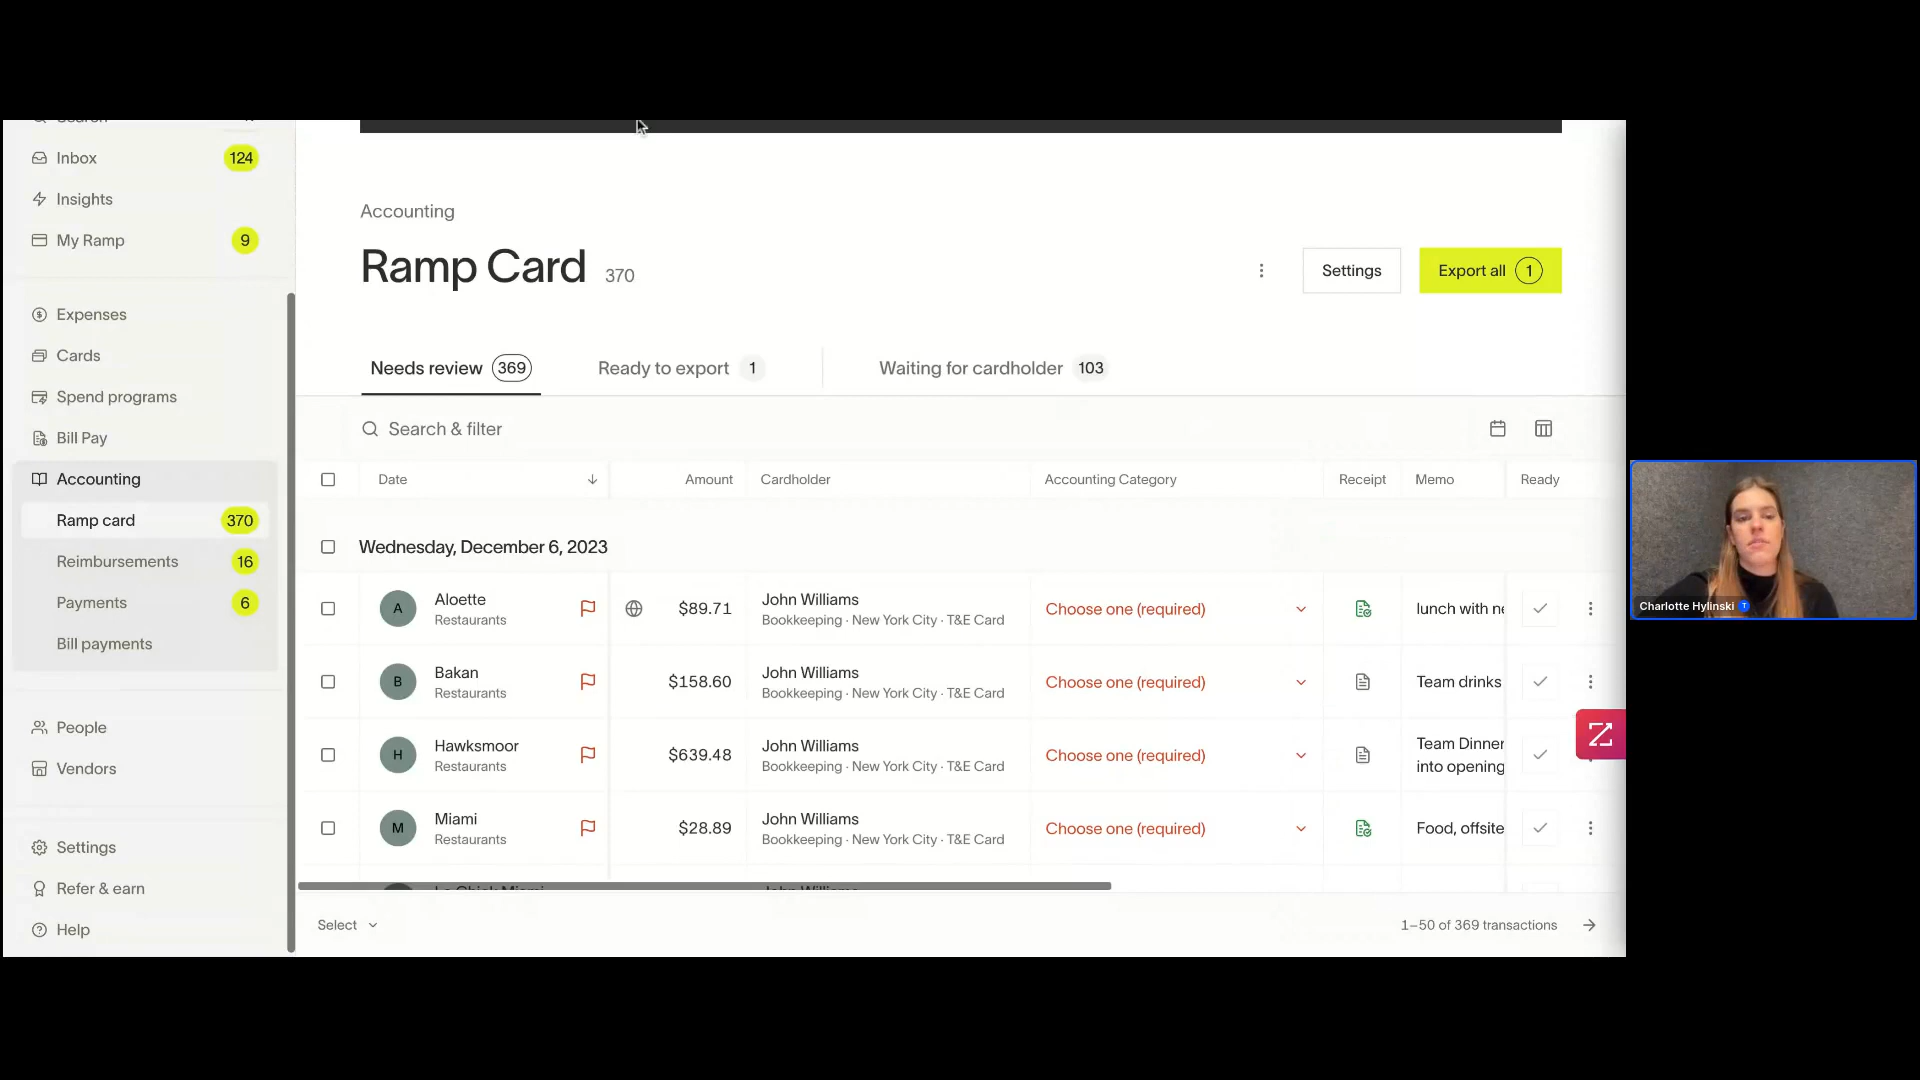 Search
Inbox 124
Insights
My Ramp 9
Expenses
Cards
Spend programs
Bill Pay
Accounting
Ramp card 370
Reimbursements 16
Payments 6
Bill payments
People
Vendors
Settings
Refer & earn
Help
Accounting
Ramp Card 370
Settings
Export all 1
Needs review 369
Ready to export 1
Waiting for cardholder 103
Search & filter
Date Amount Cardholder Accounting Category Receipt Memo Ready
Wednesday, December 6, 2023
A Aloette $89.71 John Williams Choose one (required) lunch with
Restaurants Bookkeeping · New York City · T&E Card
B Bakan $158.60 John Williams Choose one (required) Team drinks
Restaurants Bookkeeping · New York City · T&E Card
H Hawksmoor $639.48 John Williams Choose one (required) Team Dinner
Restaurants Bookkeeping · New York City · T&E Card into opening
M Miami $28.89 John Williams Choose one (required) Food, offsite
Restaurants Bookkeeping · New York City · T&E Card
Select
1–50 of 369 transactions
Charlotte Hylinski T